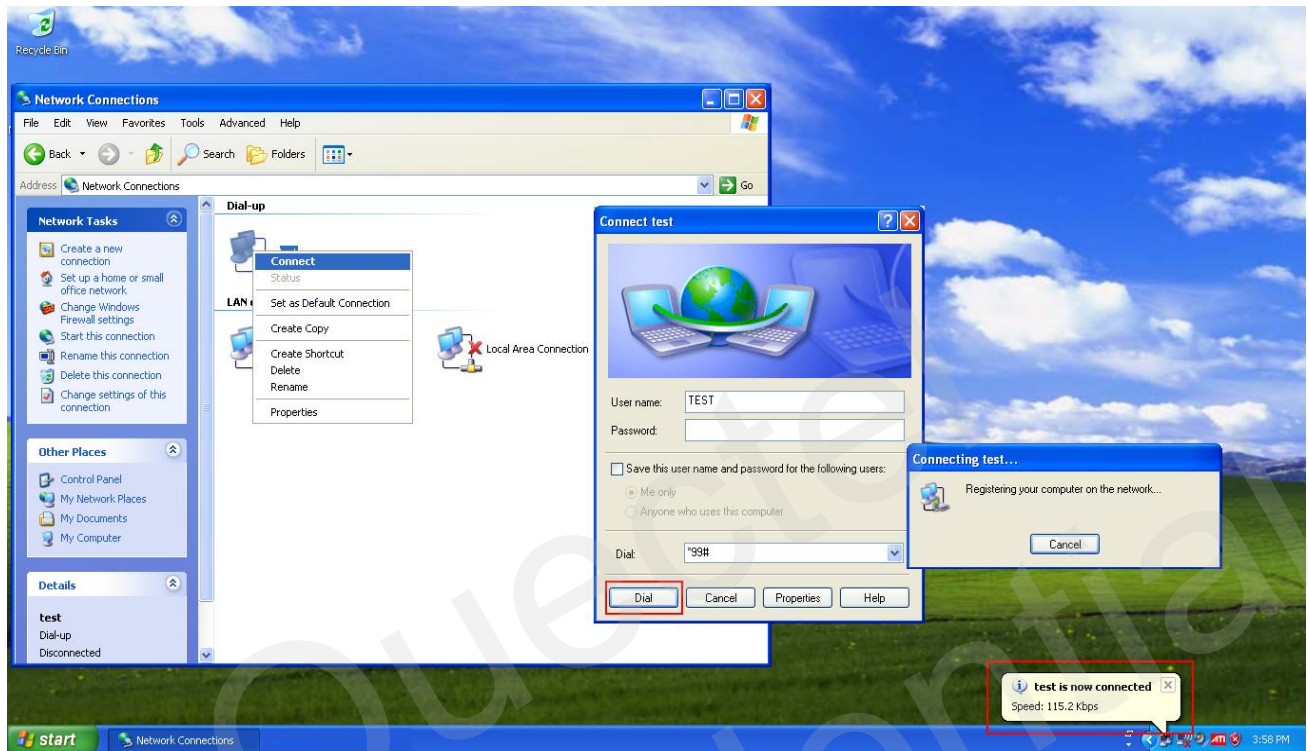 Recycle Bin
Network Connections
File Edit View Favorites Tools Advanced Help
Back Search Folders
Address Network Connections Go
Network Tasks
Create a new
connection
Set up a home or small
office network
Change Windows
Firewall settings
Start this connection
Rename this connection
Delete this connection
Change settings of this
connection
Other Places
Control Panel
My Network Places
My Documents
My Computer
Details
test
Dial-up
Disconnected
Dial-up
Connect
Status
Set as Default Connection
Create Copy
Create Shortcut
Delete
Rename
Properties
LAN
Local Area Connection
Connect test
User name: TEST
Password:
Save this user name and password for the following users:
Me only
Anyone who uses this computer
Dial: *99#
Dial Cancel Properties Help
Connecting test...
Registering your computer on the network...
Cancel
test is now connected
Speed: 115.2 Kbps
start Network Connections ATI 3:58 PM